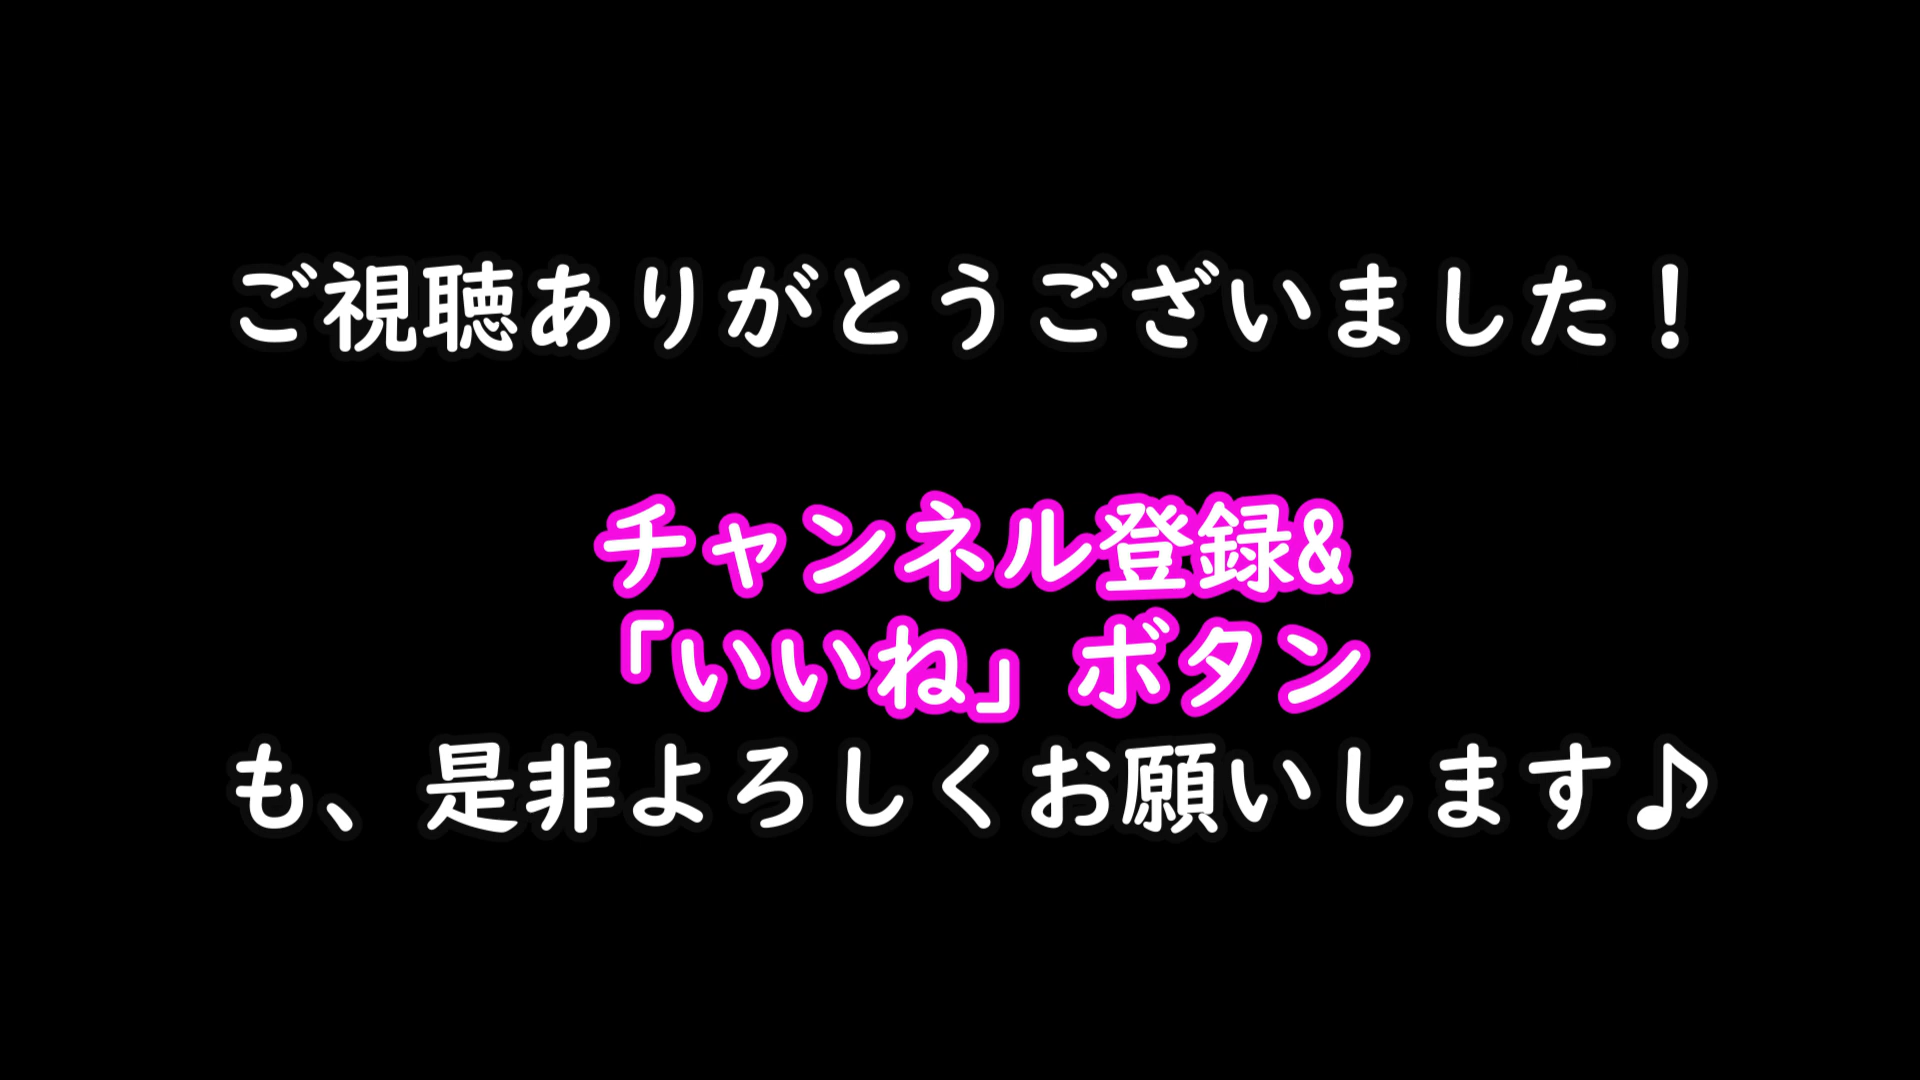 ご視聴ありがとうございました！
チャンネル登録&
「いいね」ボタン
も、是非よろしくお願いします♪